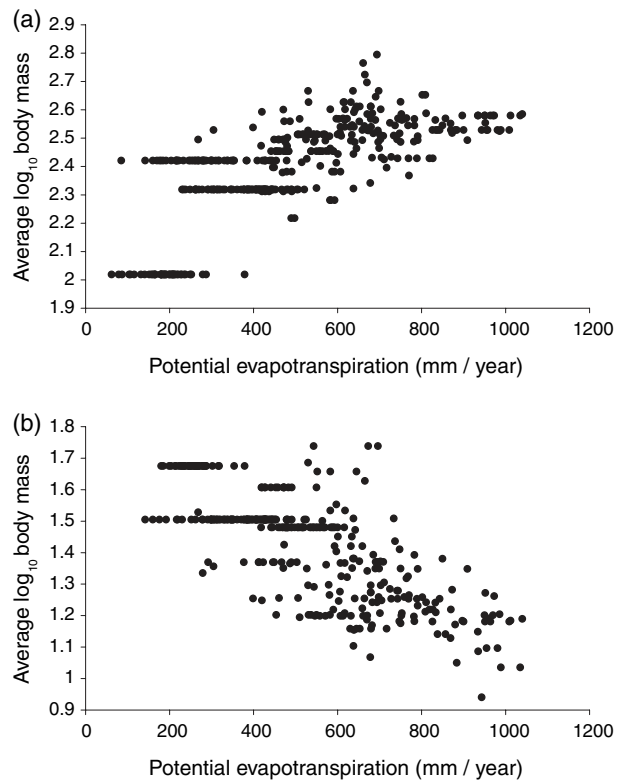 (a)
Average log₁₀ body mass
2.9
2.8
2.7
2.6
2.5
2.4
2.3
2.2
2.1
2
1.9
0 200 400 600 800 1000 1200
Potential evapotranspiration (mm / year)
(b)
Average log₁₀ body mass
1.8
1.7
1.6
1.5
1.4
1.3
1.2
1.1
1
0.9
0 200 400 600 800 1000 1200
Potential evapotranspiration (mm / year)